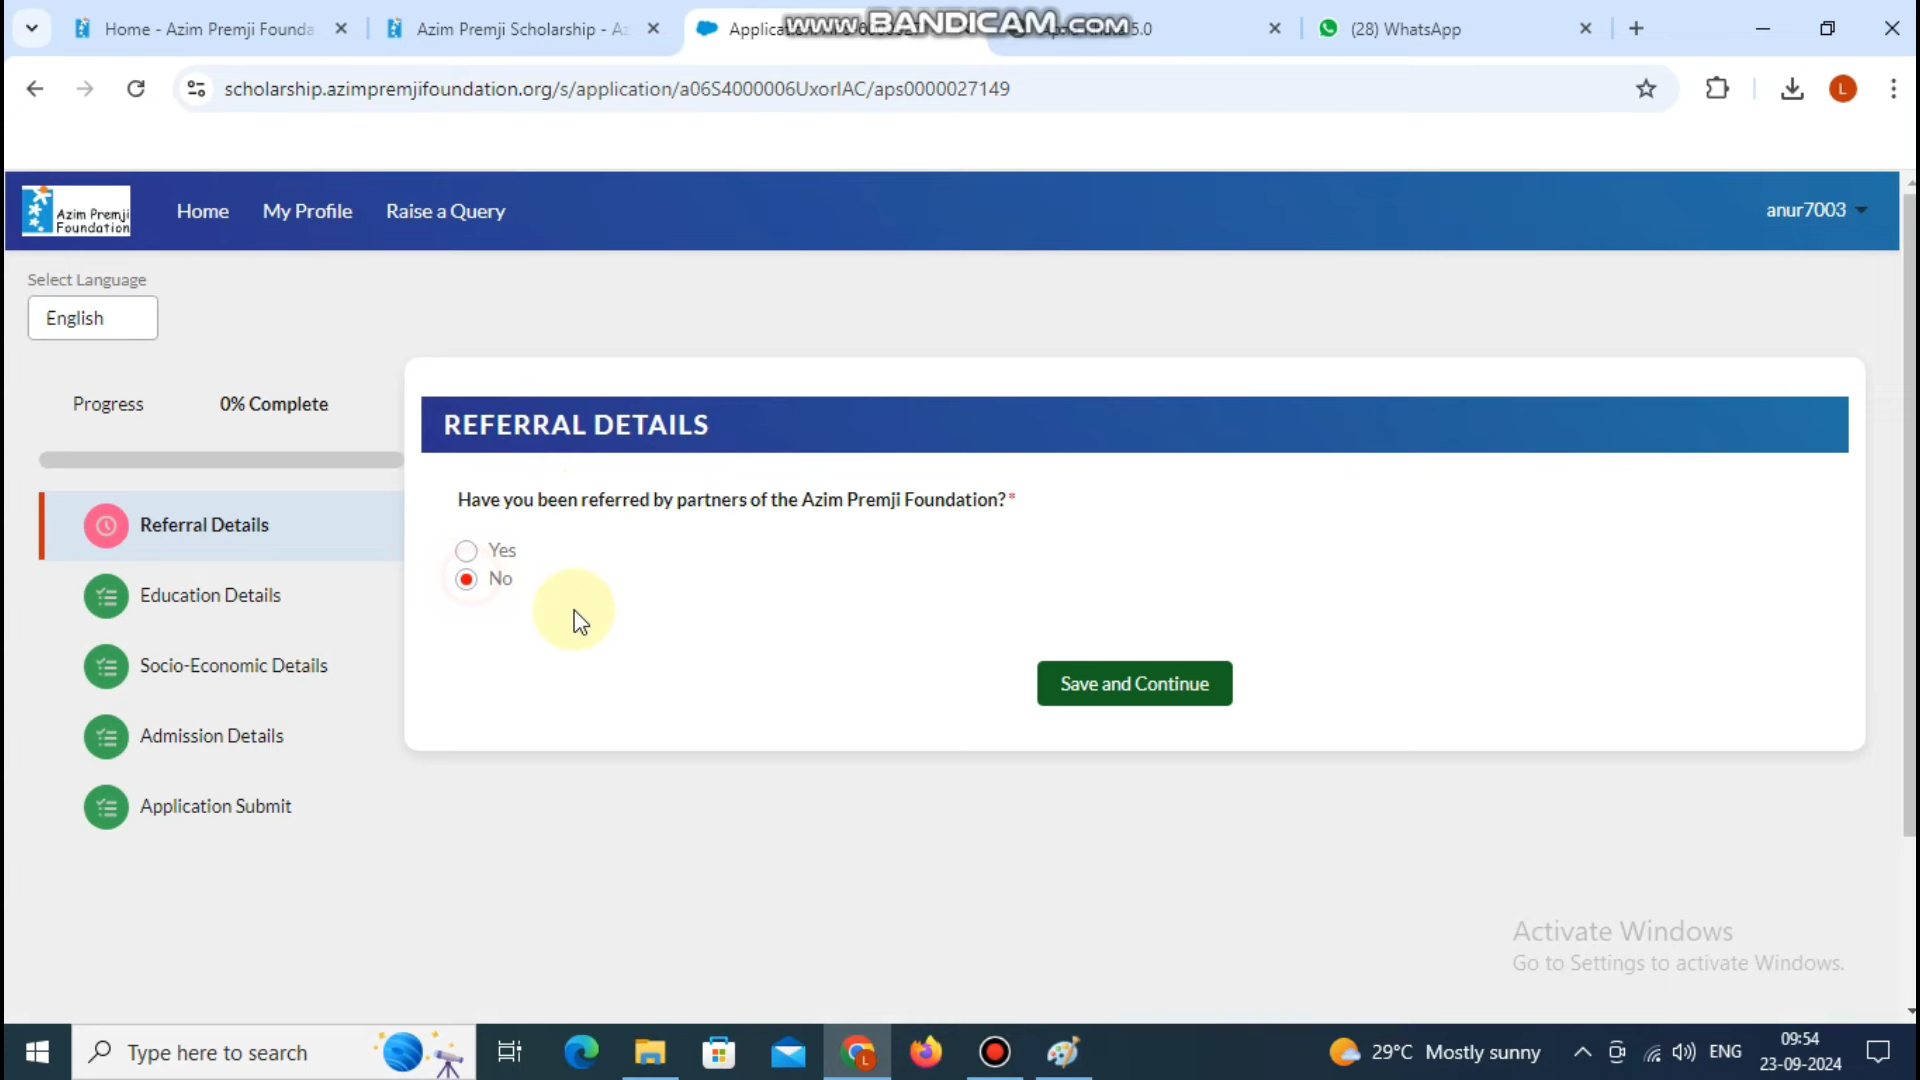 Home - Azim Premji Founda
Azim Premji Scholarship - Az
Applica
5.0
(28) WhatsApp
www.BANDICAM.com
scholarship.azimpremjifoundation.org/s/application/a06S4000006UxorIAC/aps0000027149
L
Azim Premji
Foundation
Home
My Profile
Raise a Query
anur7003
Select Language
English
Progress
0% Complete
REFERRAL DETAILS
Have you been referred by partners of the Azim Premji Foundation?*
Yes
No
Save and Continue
Referral Details
Education Details
Socio-Economic Details
Admission Details
Application Submit
Activate Windows
Go to Settings to activate Windows.
Type here to search
L
29°C Mostly sunny
ENG
09:54
23-09-2024